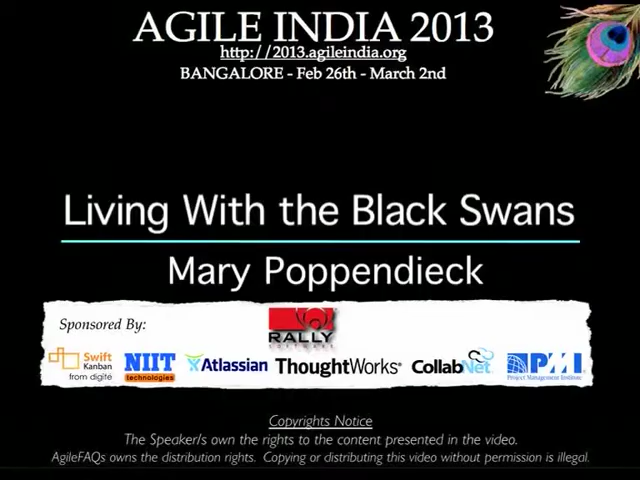 AGILE INDIA 2013
http://2013.agileindia.org
BANGALORE - Feb 26th - March 2nd
Living With the Black Swans
Mary Poppendieck
Sponsored By:
RALLY
SOFTWARE
Swift
Kanban
from digité
NIIT
technologies
Atlassian
ThoughtWorks®
CollabNet
PMI
Project Management Institute
Copyrights Notice
The Speaker/s own the rights to the content presented in the video.
AgileFAQs owns the distribution rights. Copying or distributing this video without permission is illegal.